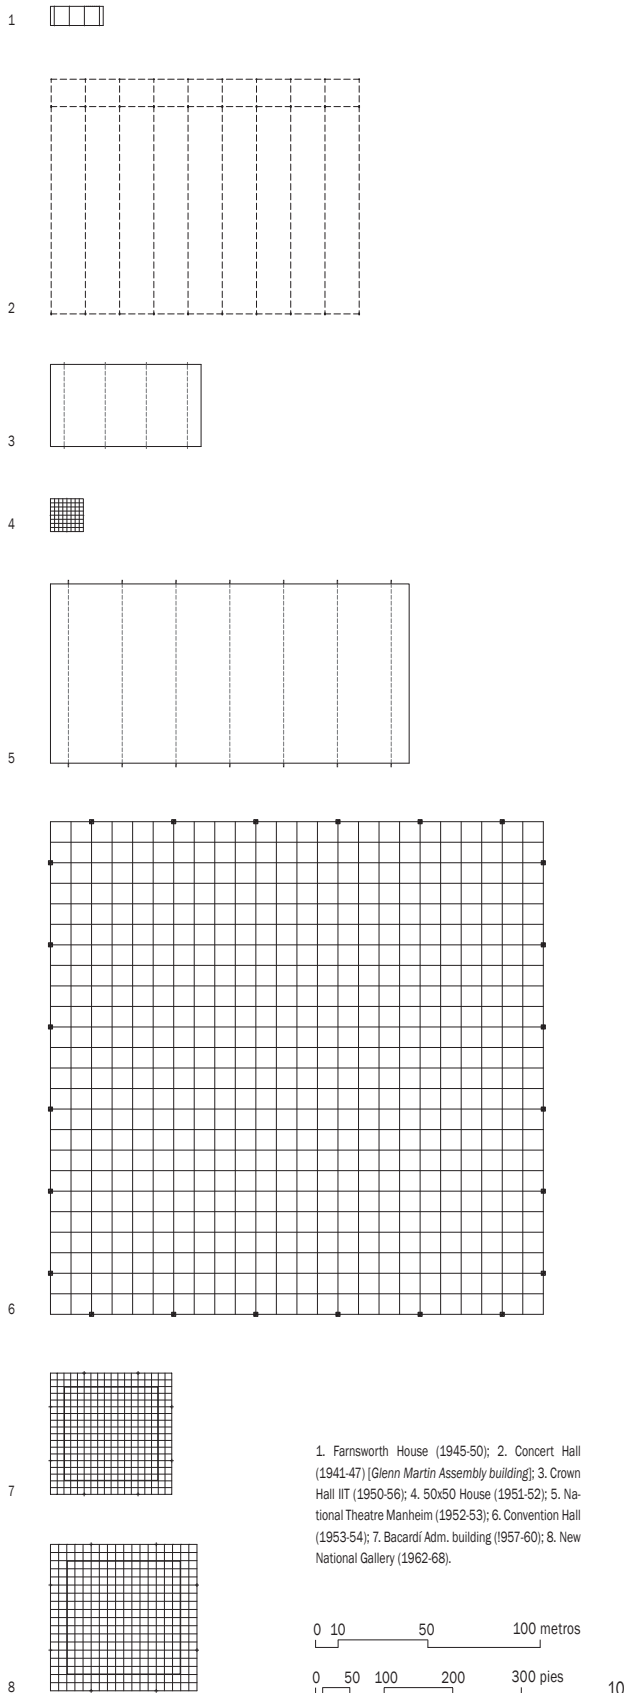 1
2
3
4
5
6
7
8
1. Farnsworth House (1945-50); 2. Concert Hall
(1941-47) [Glenn Martin Assembly building]; 3. Crown
Hall IIT (1950-56); 4. 50x50 House (1951-52); 5. Na-
tional Theatre Manheim (1952-53); 6. Convention Hall
(1953-54); 7. Bacardí Adm. building (!957-60); 8. New
National Gallery (1962-68).
0 10 50 100 metros
0 50 100 200 300 pies
10